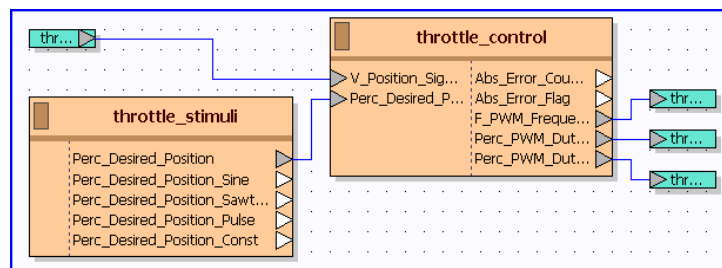 thr...
throttle_control
V_Position_Sig...
Perc_Desired_P...
Abs_Error_Cou...
Abs_Error_Flag
F_PWM_Freque...
Perc_PWM_Dut...
Perc_PWM_Dut...
thr...
thr...
thr...
throttle_stimuli
Perc_Desired_Position
Perc_Desired_Position_Sine
Perc_Desired_Position_Sawt...
Perc_Desired_Position_Pulse
Perc_Desired_Position_Const